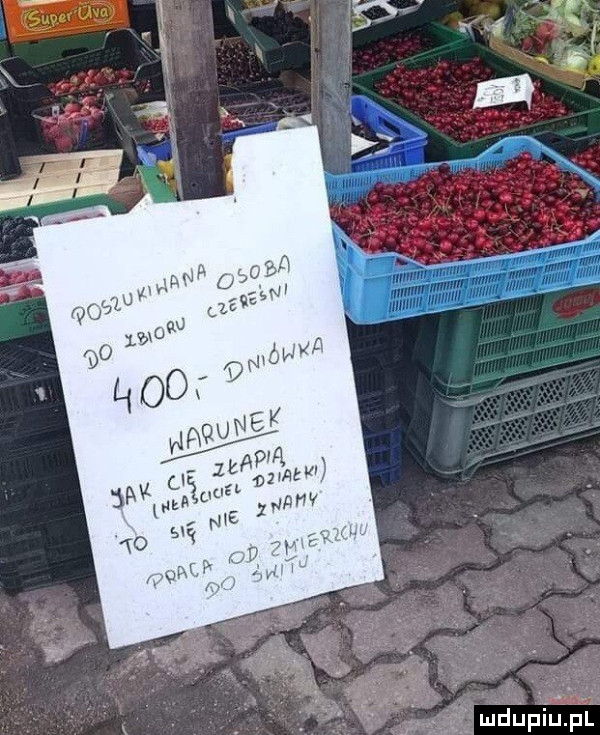 Super Uva
POSZUKIWANA OSOBA
DO ZBIORU CZEREŚNI
400,- DNIÓWKA
WARUNEK
JAK CIĘ ZŁAPIĄ
(WŁAŚCICIEL DZIAŁKI)
TO SIĘ NIE ZNAMY
PRACA OD ZMIERZCHU
DO ŚWITU
mdupiu.pl